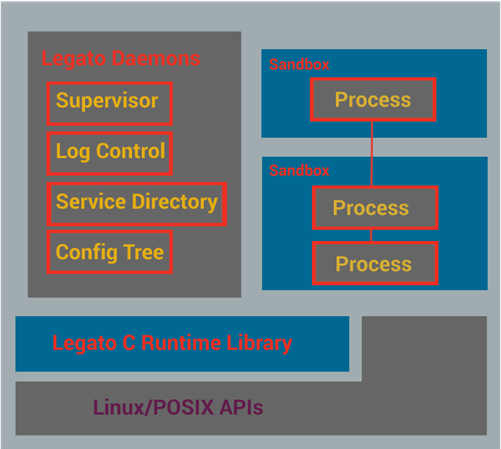 Legato Daemons
Supervisor
Log Control
Service Directory
Config Tree
Sandbox
Process
Sandbox
Process
Process
Legato C Runtime Library
Linux/POSIX APIs